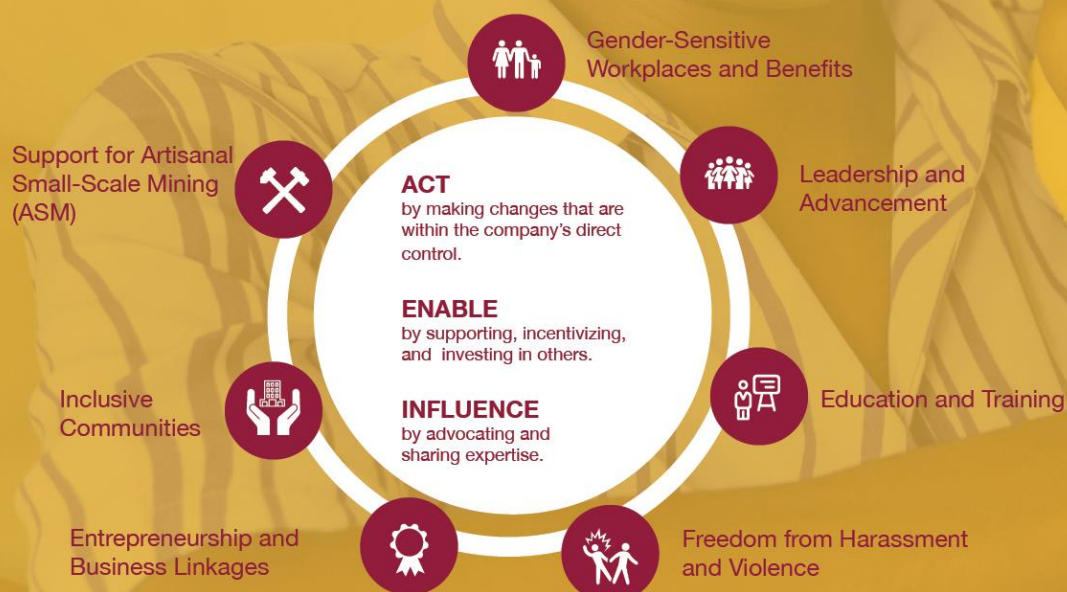 Gender-Sensitive
Workplaces and Benefits
Leadership and
Advancement
Education and Training
Freedom from Harassment
and Violence
Entrepreneurship and
Business Linkages
Inclusive
Communities
Support for Artisanal
Small-Scale Mining
(ASM)
ACT
by making changes that are
within the company's direct
control.
ENABLE
by supporting, incentivizing,
and investing in others.
INFLUENCE
by advocating and
sharing expertise.